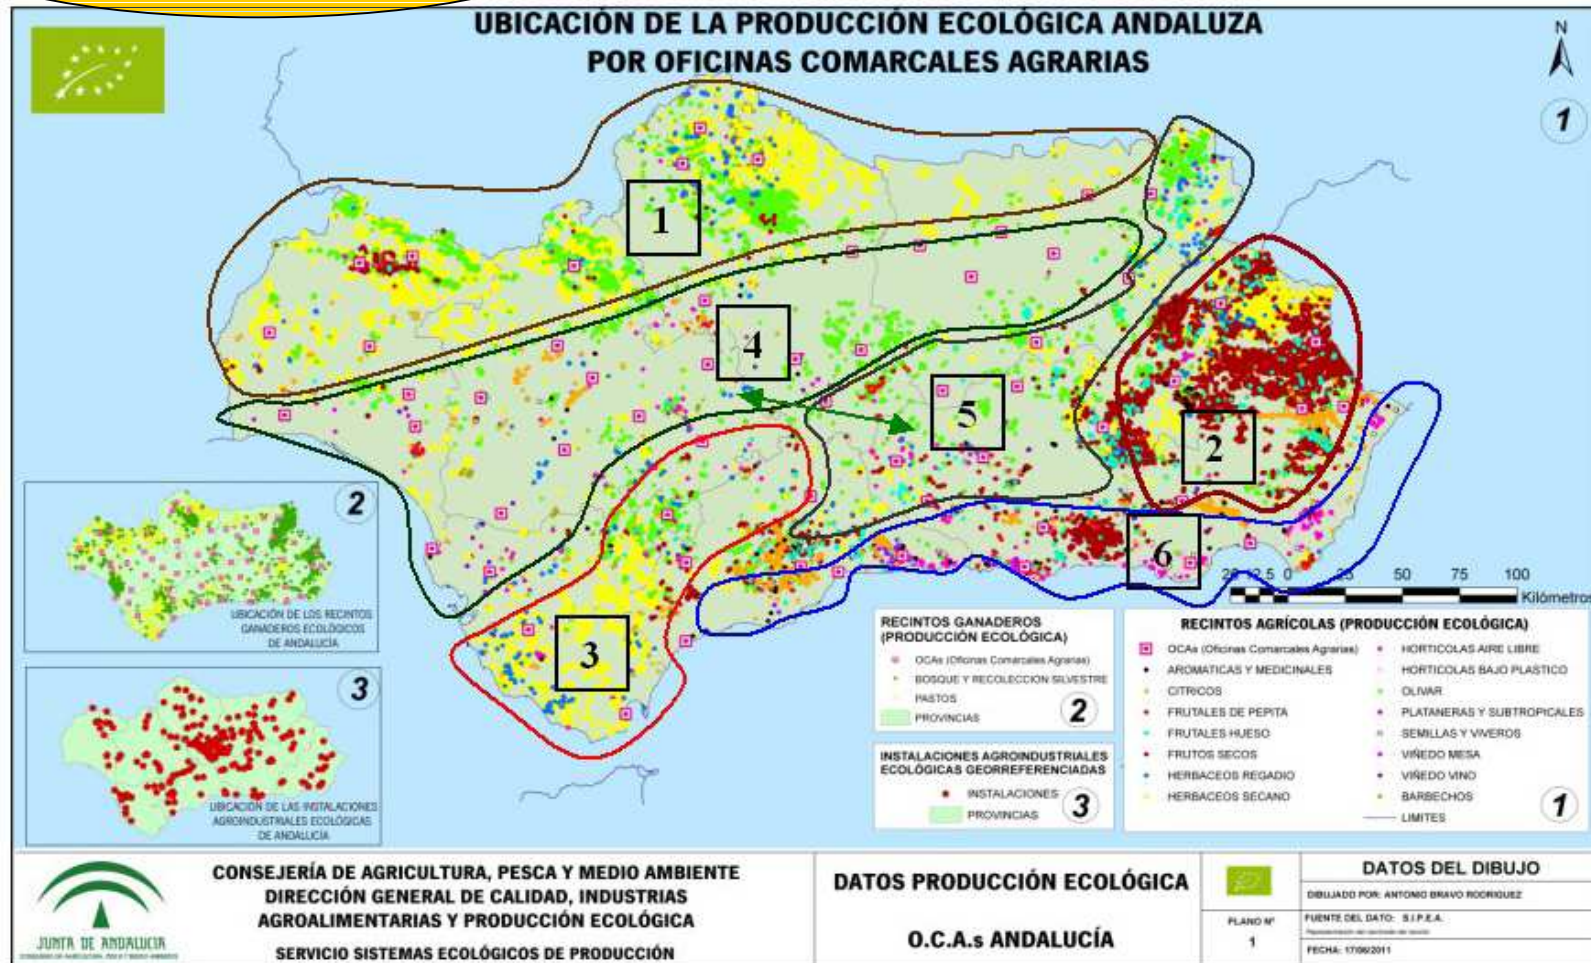 UBICACIÓN DE LA PRODUCCIÓN ECOLÓGICA ANDALUZA
POR OFICINAS COMARCALES AGRARIAS
N
1
1
4
5
2
6
3
2
UBICACIÓN DE LOS RECINTOS
GANADEROS ECOLÓGICOS
DE ANDALUCÍA
3
UBICACIÓN DE LAS INSTALACIONES
AGROINDUSTRIALES ECOLÓGICAS
DE ANDALUCÍA
0 25 50 75 100
Kilómetros
RECINTOS GANADEROS
(PRODUCCIÓN ECOLÓGICA)
OCAs (Oficinas Comarcales Agrarias)
BOSQUE Y RECOLECCION SILVESTRE
PASTOS
PROVINCIAS
2
INSTALACIONES AGROINDUSTRIALES
ECOLÓGICAS GEORREFERENCIADAS
INSTALACIONES
PROVINCIAS
3
RECINTOS AGRÍCOLAS (PRODUCCIÓN ECOLÓGICA)
OCAs (Oficinas Comarcales Agrarias)
AROMATICAS Y MEDICINALES
CITRICOS
FRUTALES DE PEPITA
FRUTALES HUESO
FRUTOS SECOS
HERBACEOS REGADIO
HERBACEOS SECANO
HORTICOLAS AIRE LIBRE
HORTICOLAS BAJO PLASTICO
OLIVAR
PLATANERAS Y SUBTROPICALES
SEMILLAS Y VIVEROS
VIÑEDO MESA
VIÑEDO VINO
BARBECHOS
LIMITES
1
JUNTA DE ANDALUCIA
CONSEJERÍA DE AGRICULTURA, PESCA Y MEDIO AMBIENTE
DIRECCIÓN GENERAL DE CALIDAD, INDUSTRIAS
AGROALIMENTARIAS Y PRODUCCIÓN ECOLÓGICA
SERVICIO SISTEMAS ECOLÓGICOS DE PRODUCCIÓN
DATOS PRODUCCIÓN ECOLÓGICA
O.C.A.s ANDALUCÍA
PLANO Nº
1
DATOS DEL DIBUJO
DIBUJADO POR: ANTONIO BRAVO RODRIGUEZ
FUENTE DEL DATO: S.I.P.E.A.
FECHA: 17/06/2011